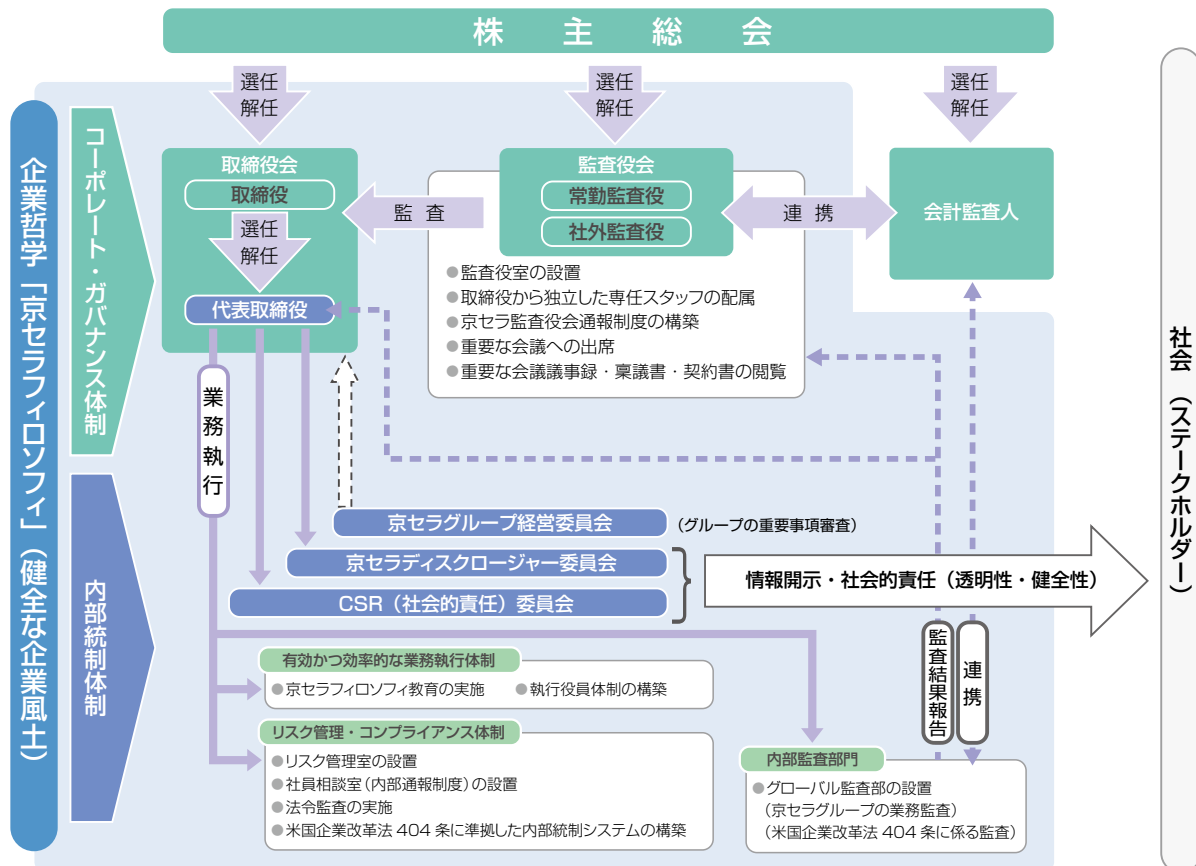 株主総会
選任
解任
選任
解任
選任
解任
企業哲学「京セラフィロソフィ」（健全な企業風土）
コーポレート・ガバナンス体制
内部統制体制
取締役会
取締役
選任
解任
代表取締役
監査
監査役会
常勤監査役
社外監査役
●監査役室の設置
●取締役から独立した専任スタッフの配属
●京セラ監査役会通報制度の構築
●重要な会議への出席
●重要な会議議事録・稟議書・契約書の閲覧
連携
会計監査人
業務執行
京セラグループ経営委員会
（グループの重要事項審査）
京セラディスクロージャー委員会
CSR（社会的責任）委員会
情報開示・社会的責任（透明性・健全性）
社会（ステークホルダー）
有効かつ効率的な業務執行体制
●京セラフィロソフィ教育の実施 ●執行役員体制の構築
リスク管理・コンプライアンス体制
●リスク管理室の設置
●社員相談室（内部通報制度）の設置
●法令監査の実施
●米国企業改革法 404 条に準拠した内部統制システムの構築
監査結果報告
連携
内部監査部門
●グローバル監査部の設置
（京セラグループの業務監査）
（米国企業改革法 404 条に係る監査）